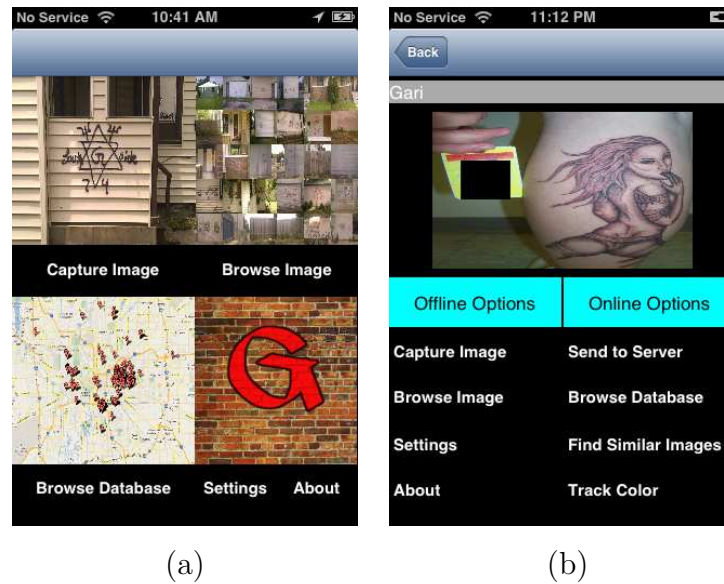 No Service 10:41 AM
Capture Image Browse Image
Browse Database Settings About
G
(a)
No Service 11:12 PM
Back
Gari
Offline Options Online Options
Capture Image Send to Server
Browse Image Browse Database
Settings Find Similar Images
About Track Color
(b)